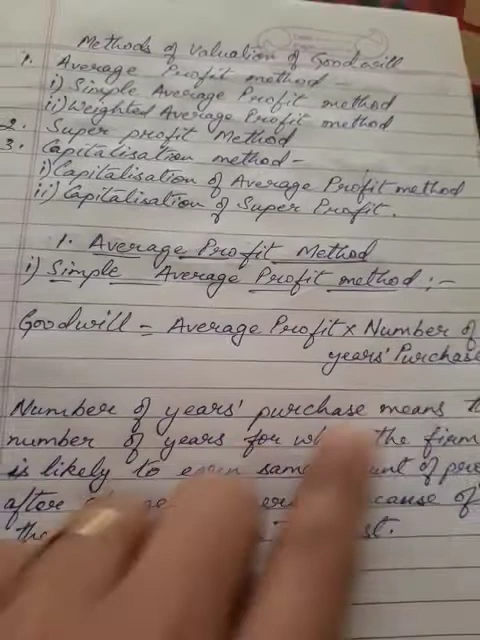 Methods of Valuation of Goodwill
1. Average Profit method -
i) Simple Average Profit method
ii) Weighted Average Profit method
2. Super profit Method
3. Capitalisation method -
i) Capitalisation of Average Profit method
ii) Capitalisation of Super Profit.
1. Average Profit Method
i) Simple Average Profit method :-
Goodwill = Average Profit x Number of
years' Purchase
Number of years' purchase means
number of years for the firm
is likely to earn same of
after cause of
the